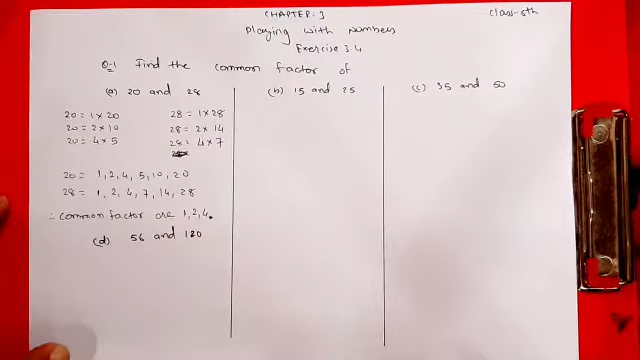 CHAPTER-3
Class-6th
Playing with Numbers
Exercise 3.4
Q-1 Find the common factor of
(a) 20 and 28
20 = 1 × 20
20 = 2 × 10
20 = 4 × 5
28 = 1 × 28
28 = 2 × 14
28 = 4 × 7
20 = 1, 2, 4, 5, 10, 20
28 = 1, 2, 4, 7, 14, 28
∴ common factor are 1, 2, 4.
(d) 56 and 120
(b) 15 and 25
(c) 35 and 50